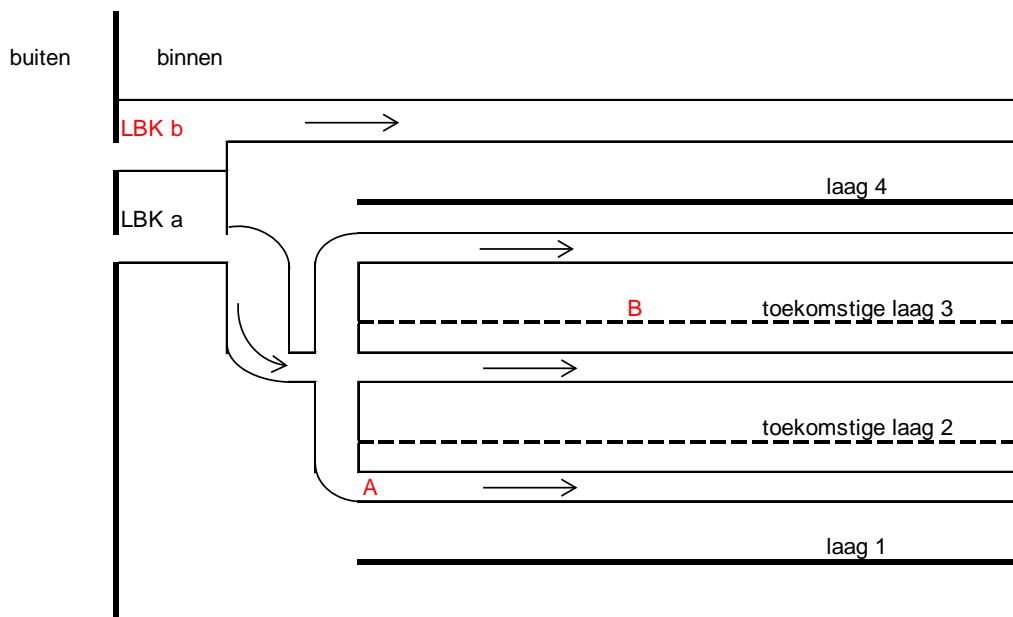 buiten binnen
LBK b
laag 4
LBK a
B toekomstige laag 3
toekomstige laag 2
A
laag 1